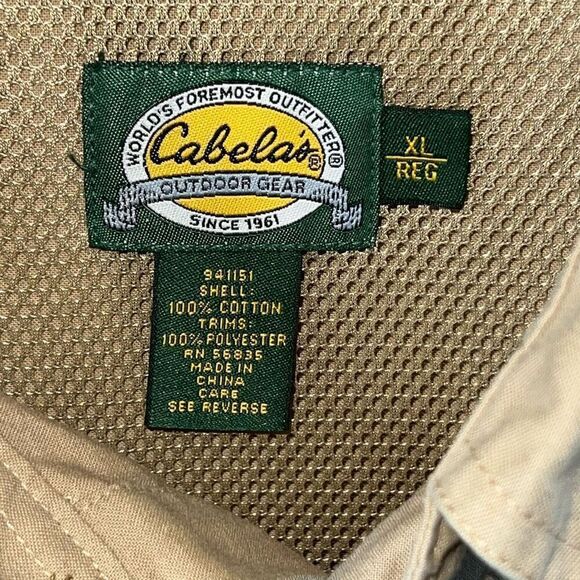 WORLD'S FOREMOST OUTFITTER®
Cabela's®
OUTDOOR GEAR
SINCE 1961
XL
REG
941151
SHELL:
100% COTTON
TRIMS:
100% POLYESTER
RN 56835
MADE IN
CHINA
CARE
SEE REVERSE